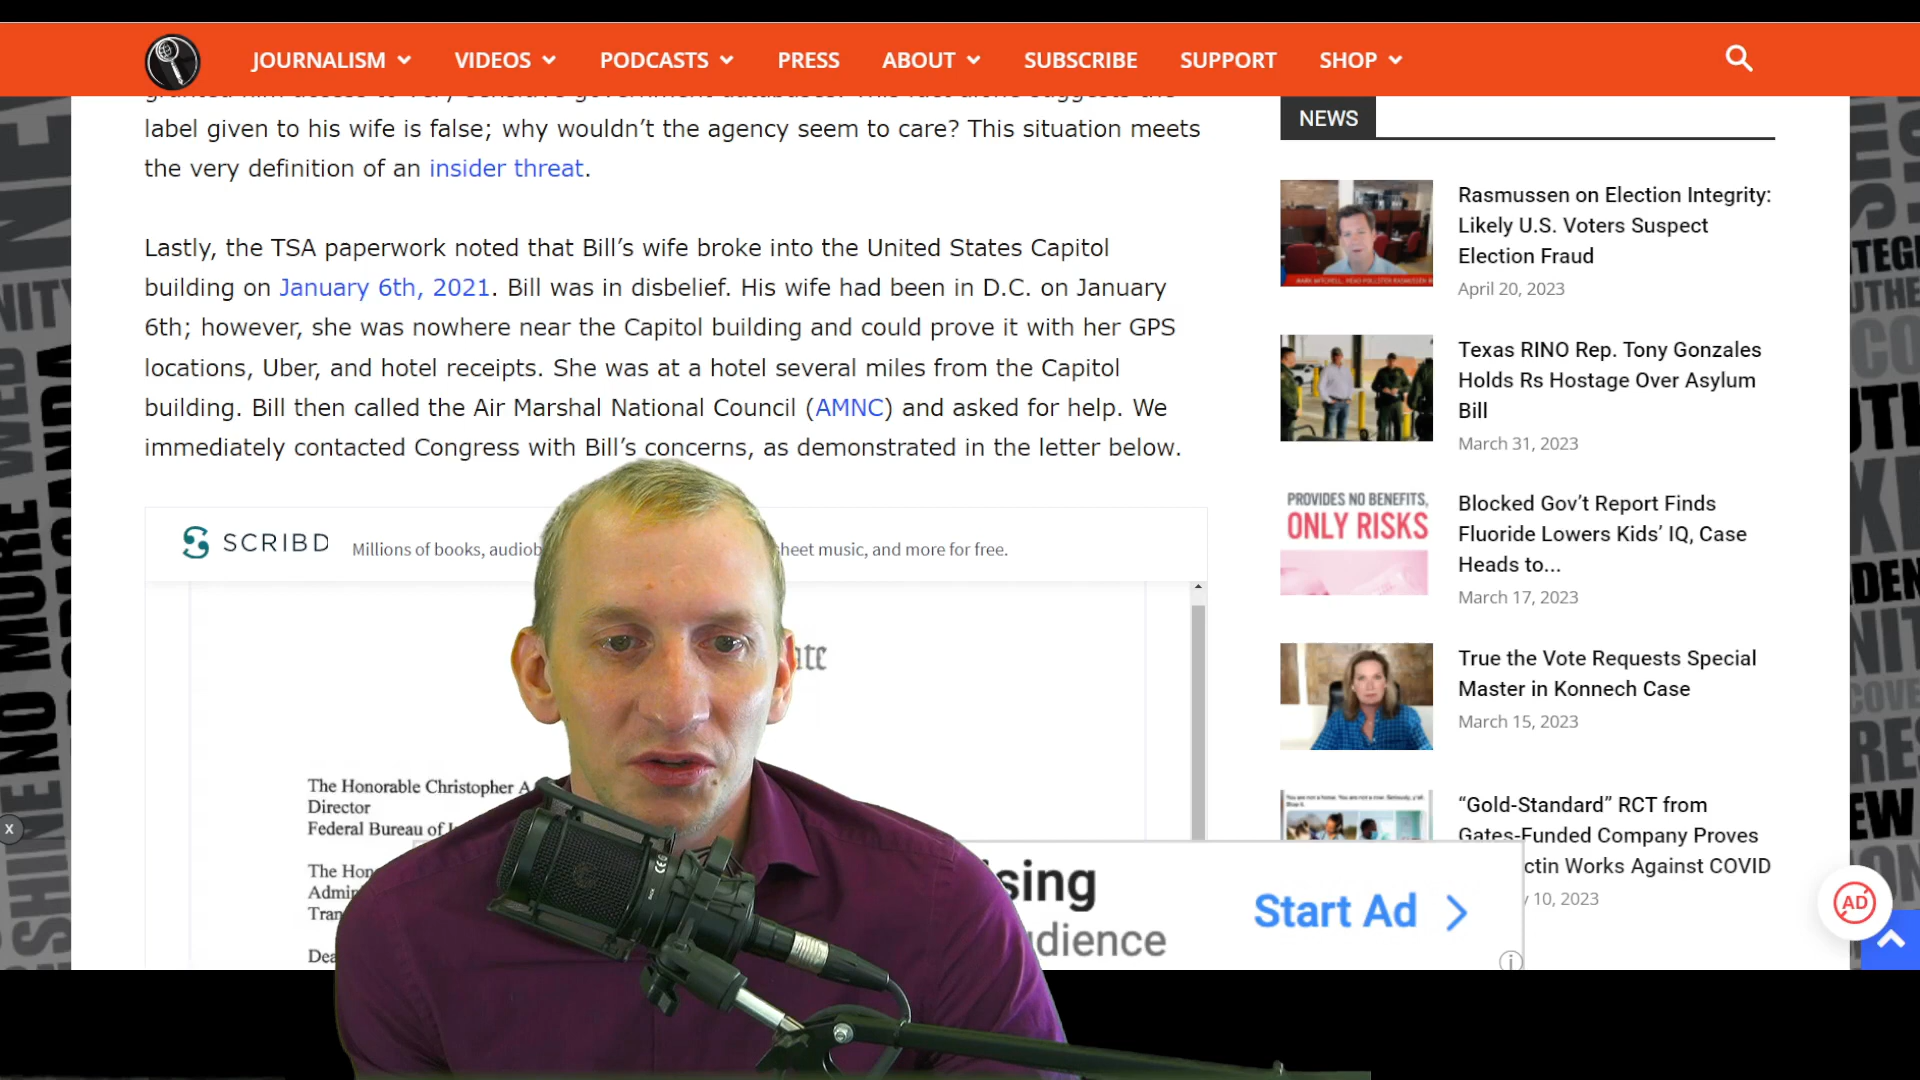 JOURNALISM
VIDEOS
PODCASTS
PRESS
ABOUT
SUBSCRIBE
SUPPORT
SHOP
label given to his wife is false; why wouldn’t the agency seem to care? This situation meets
the very definition of an insider threat.
Lastly, the TSA paperwork noted that Bill’s wife broke into the United States Capitol
building on January 6th, 2021. Bill was in disbelief. His wife had been in D.C. on January
6th; however, she was nowhere near the Capitol building and could prove it with her GPS
locations, Uber, and hotel receipts. She was at a hotel several miles from the Capitol
building. Bill then called the Air Marshal National Council (AMNC) and asked for help. We
immediately contacted Congress with Bill’s concerns, as demonstrated in the letter below.
SCRIBD
Millions of books, sheet music, and more for free.
The Honorable Christopher A
Director
Federal Bureau of
The
NEWS
Rasmussen on Election Integrity:
Likely U.S. Voters Suspect
Election Fraud
April 20, 2023
Texas RINO Rep. Tony Gonzales
Holds Rs Hostage Over Asylum
Bill
March 31, 2023
PROVIDES NO BENEFITS,
ONLY RISKS
Blocked Gov’t Report Finds
Fluoride Lowers Kids’ IQ, Case
Heads to...
March 17, 2023
True the Vote Requests Special
Master in Konnech Case
March 15, 2023
“Gold-Standard” RCT from
Gates-Funded Company Proves
Works Against COVID
10, 2023
Start Ad
AD
X
NO MORE